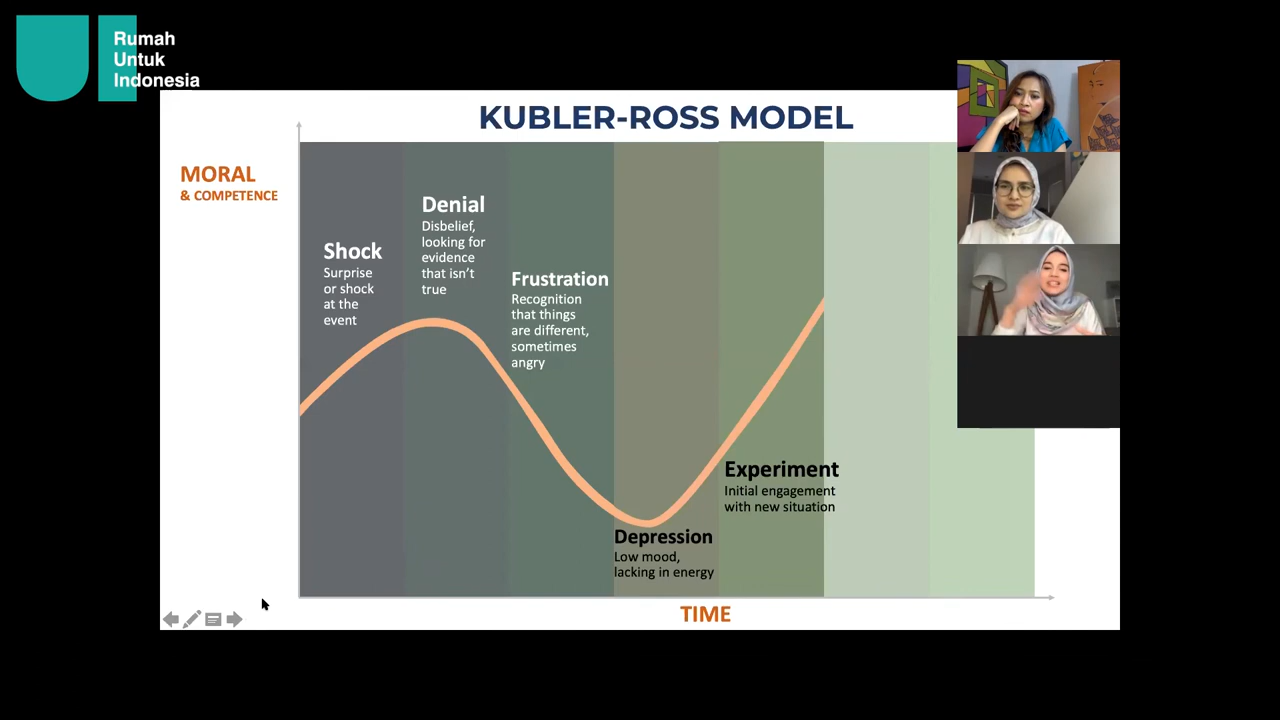 Rumah
Untuk
Indonesia
KUBLER-ROSS MODEL
MORAL
& COMPETENCE
Shock
Surprise
or shock
at the
event
Denial
Disbelief,
looking for
evidence
that isn't
true
Frustration
Recognition
that things
are different,
sometimes
angry
Depression
Low mood,
lacking in energy
Experiment
Initial engagement
with new situation
TIME